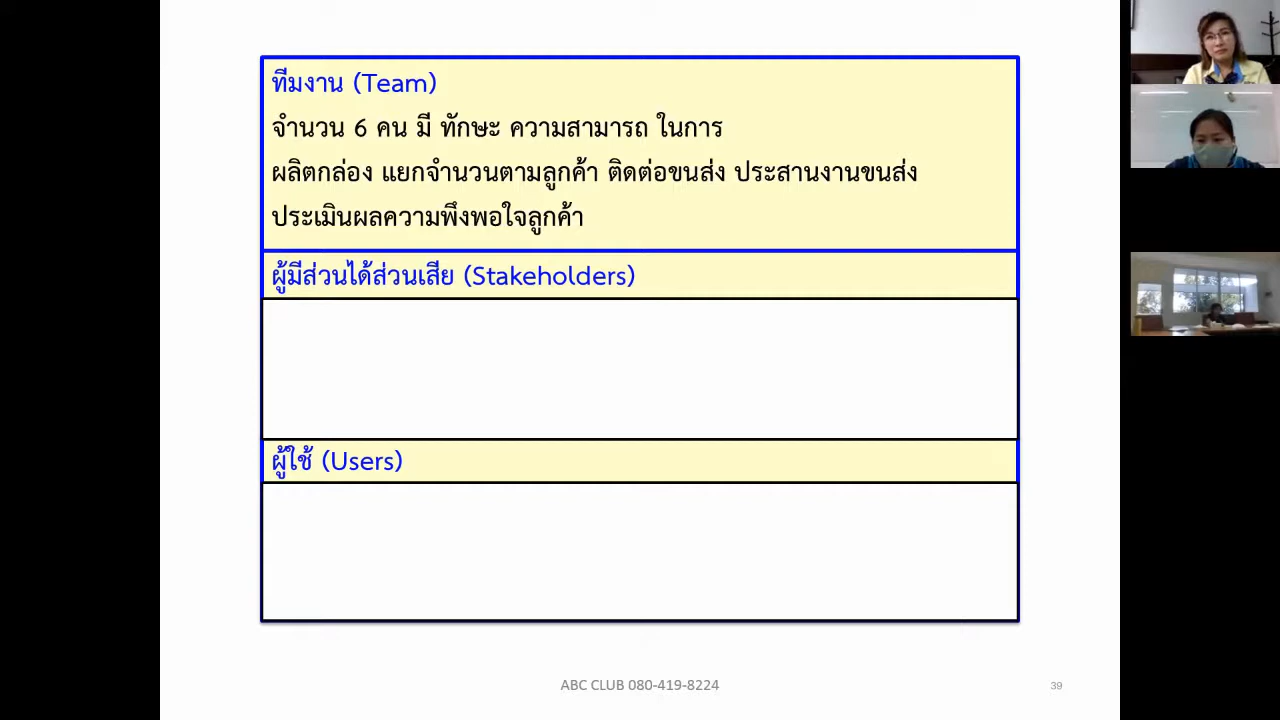 ทีมงาน (Team)
จำนวน 6 คน มี ทักษะ ความสามารถ ในการ
ผลิตกล่อง แยกจำนวนตามลูกค้า ติดต่อขนส่ง ประสานงานขนส่ง
ประเมินผลความพึงพอใจลูกค้า
ผู้มีส่วนได้ส่วนเสีย (Stakeholders)
ผู้ใช้ (Users)
ABC CLUB 080-419-8224
39